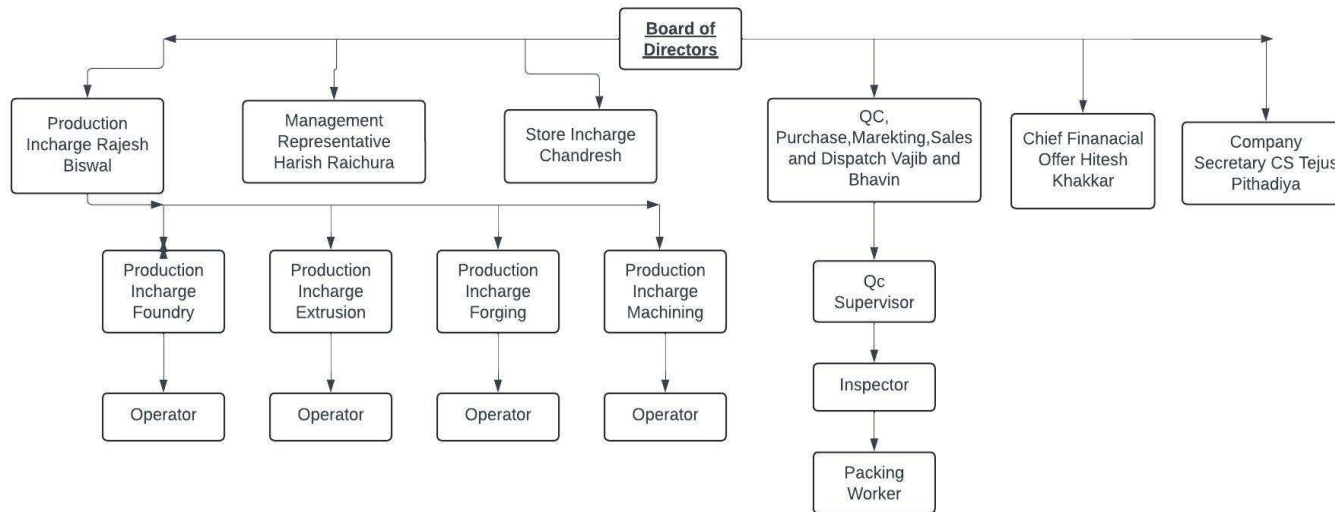 Board of
Directors
Production
Incharge Rajesh
Biswal
Management
Representative
Harish Raichura
Store Incharge
Chandresh
QC,
Purchase,Marekting,Sales
and Dispatch Vajib and
Bhavin
Chief Finanacial
Offer Hitesh
Khakkar
Company
Secretary CS Tejus
Pithadiya
Production
Incharge
Foundry
Production
Incharge
Extrusion
Production
Incharge
Forging
Production
Incharge
Machining
Qc
Supervisor
Operator
Operator
Operator
Operator
Inspector
Packing
Worker